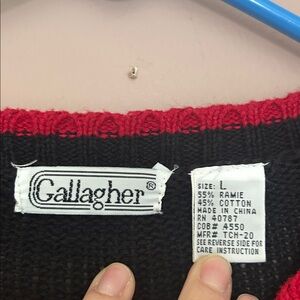 Gallagher®
SIZE: L
55% RAMIE
45% COTTON
MADE IN CHINA
RN 40787
COB# 4550
MFR# TCH-20
SEE REVERSE SIDE FOR
CARE INSTRUCTION